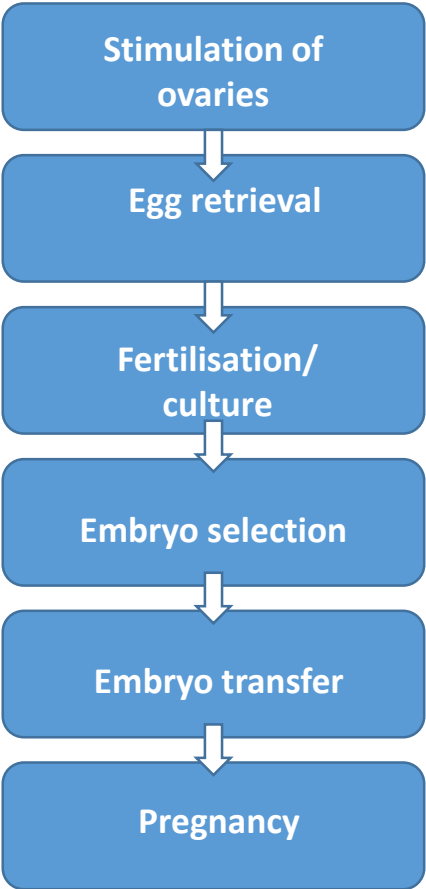 Stimulation of
ovaries
Egg retrieval
Fertilisation/
culture
Embryo selection
Embryo transfer
Pregnancy